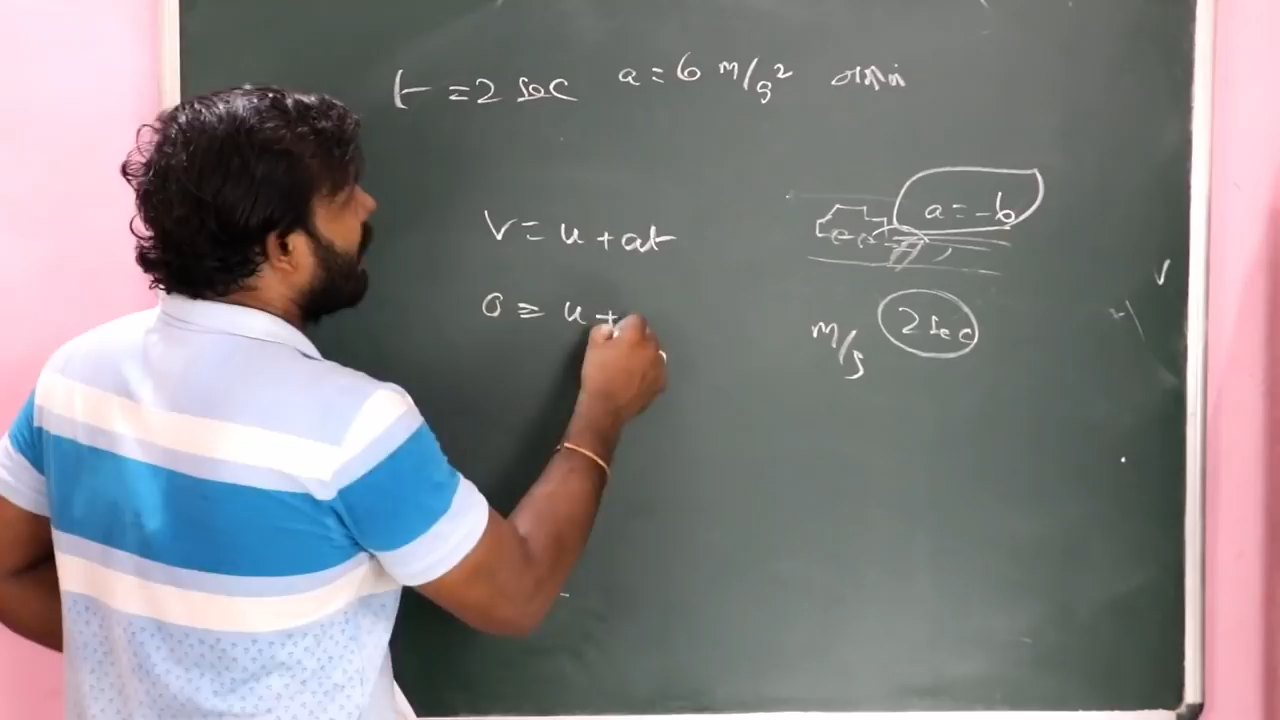 t = 2 sec a = 6 m/s²
a = -6
v = u + at
0 = u +
2 sec
m/s
v